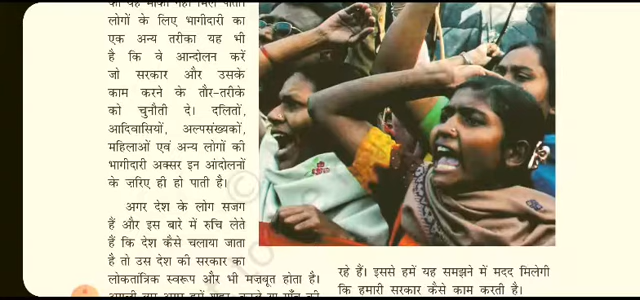 को यह मौका नहीं मिल पाता।
लोगों के लिए भागीदारी का
एक अन्य तरीका यह भी
है कि वे आन्दोलन करें
जो सरकार और उसके
काम करने के तौर-तरीके
को चुनौती दे। दलितों,
आदिवासियों, अल्पसंख्यकों,
महिलाओं एवं अन्य लोगों की
भागीदारी अक्सर इन आंदोलनों
के ज़रिए ही हो पाती है।
अगर देश के लोग सजग
हैं और इस बारे में रुचि लेते
हैं कि देश कैसे चलाया जाता
है तो उस देश की सरकार का
लोकतांत्रिक स्वरूप और भी मज़बूत होता है।
रहे हैं। इससे हमें यह समझने में मदद मिलेगी
कि हमारी सरकार कैसे काम करती है।